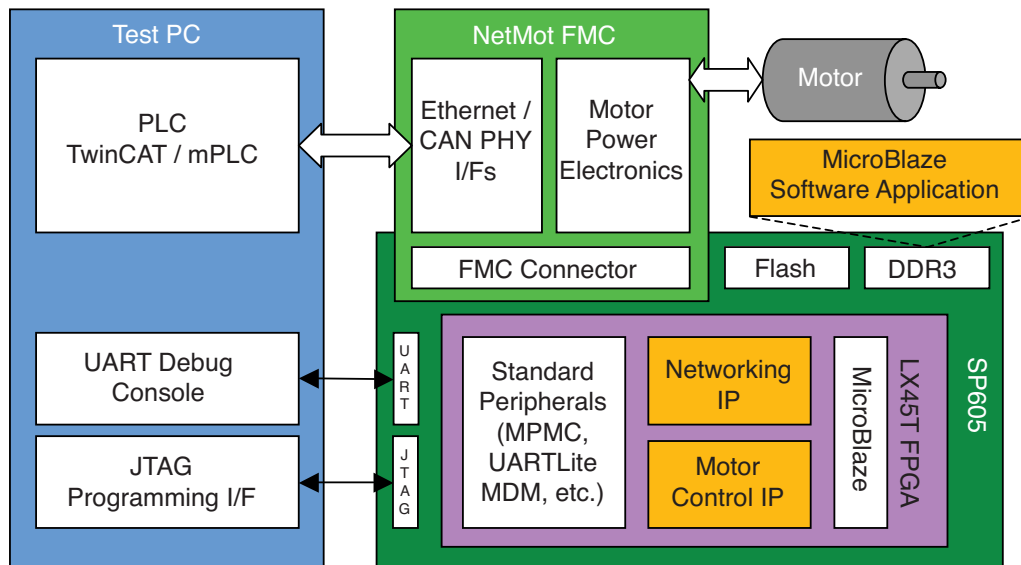 Test PC
PLC
TwinCAT / mPLC
UART Debug
Console
JTAG
Programming I/F
NetMot FMC
Ethernet /
CAN PHY
I/Fs
Motor
Power
Electronics
FMC Connector
Motor
MicroBlaze
Software Application
Flash
DDR3
UART
JTAG
Standard
Peripherals
(MPMC,
UARTLite
MDM, etc.)
Networking
IP
Motor
Control IP
MicroBlaze
LX45T FPGA
SP605